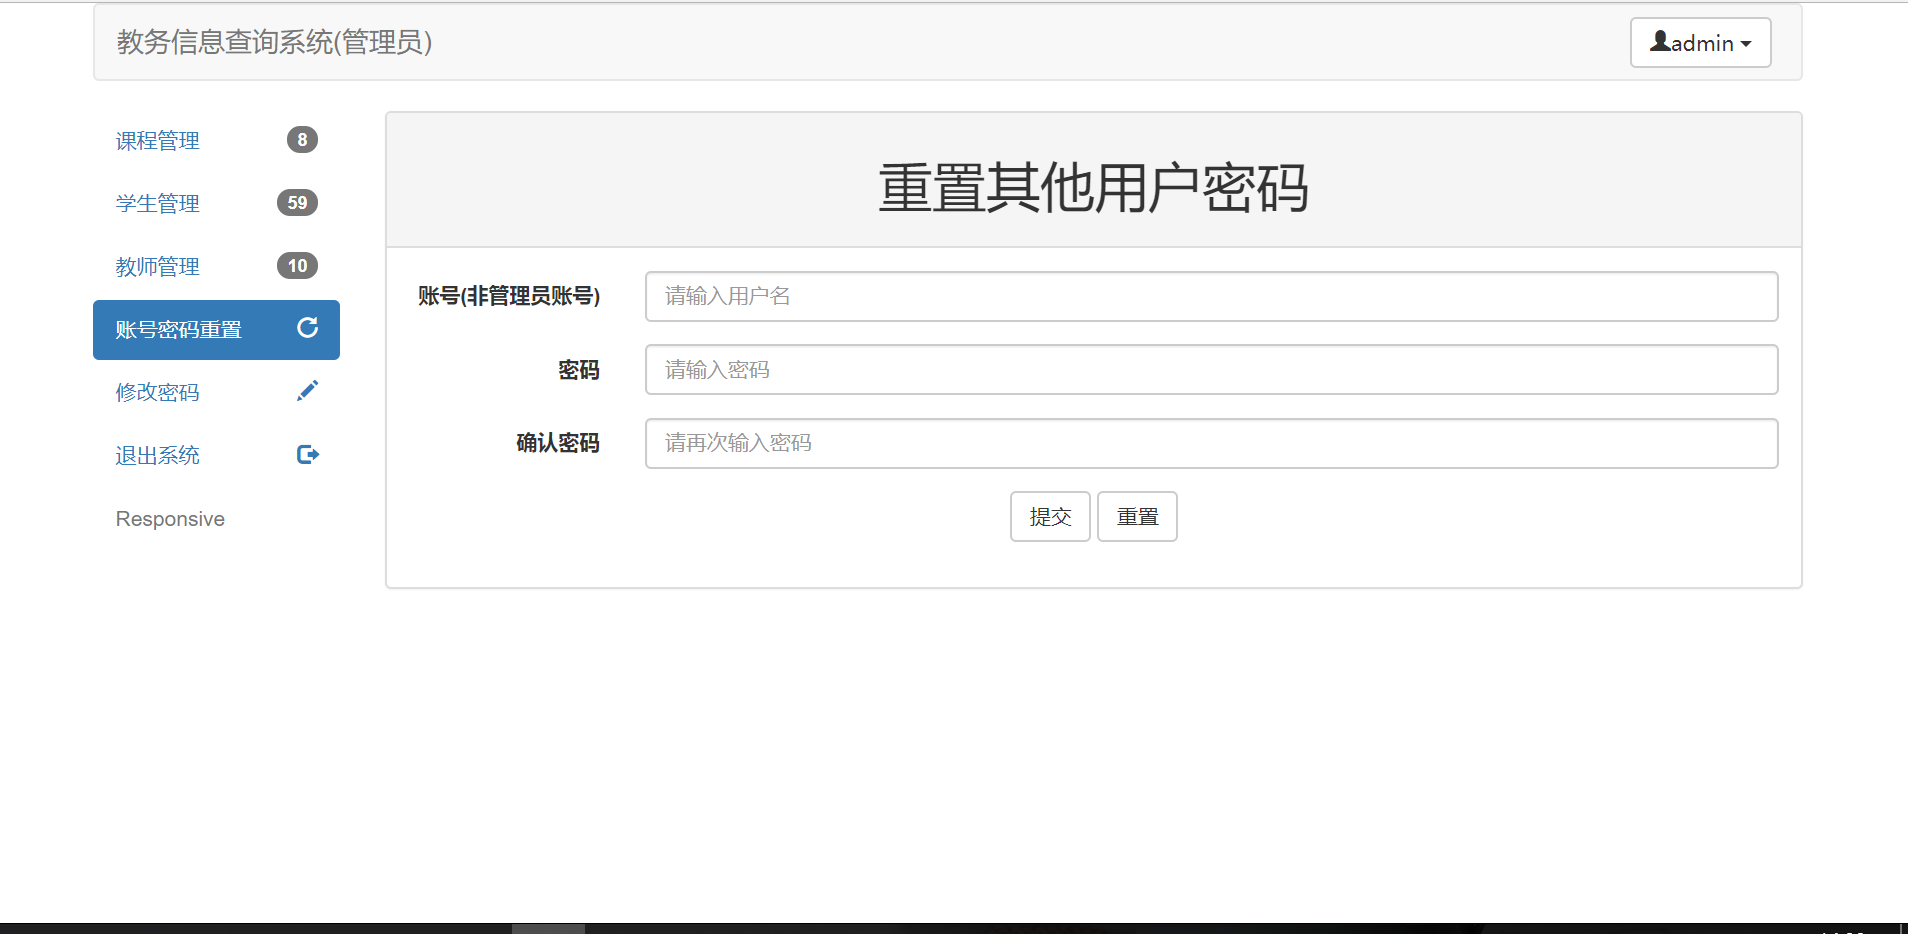 教务信息查询系统(管理员)
admin
课程管理 8
学生管理 59
教师管理 10
账号密码重置
修改密码
退出系统
Responsive
重置其他用户密码
账号(非管理员账号) 请输入用户名
密码 请输入密码
确认密码 请再次输入密码
提交 重置